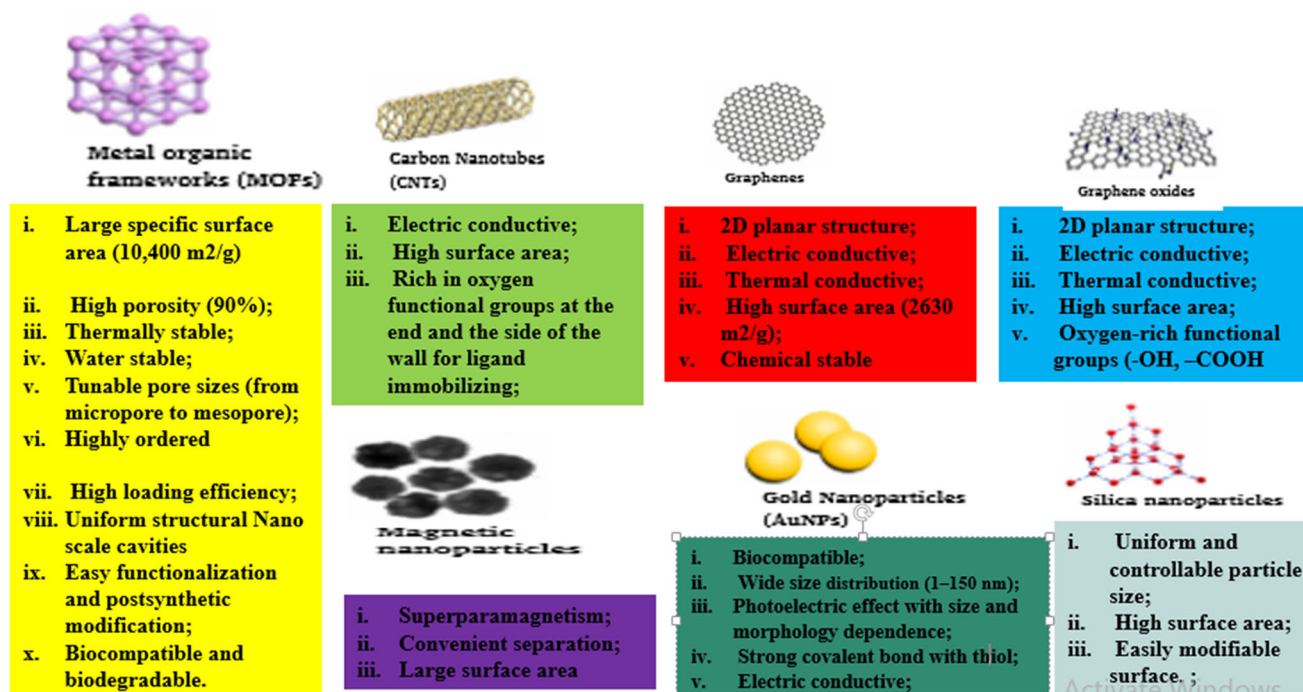 Metal organic
frameworks (MOFs)
i. Large specific surface
area (10,400 m2/g)
ii. High porosity (90%);
iii. Thermally stable;
iv. Water stable;
v. Tunable pore sizes (from
micropore to mesopore);
vi. Highly ordered
vii. High loading efficiency;
viii. Uniform structural Nano
scale cavities
ix. Easy functionalization
and postsynthetic
modification;
x. Biocompatible and
biodegradable.
Carbon Nanotubes
(CNTs)
i. Electric conductive;
ii. High surface area;
iii. Rich in oxygen
functional groups at the
end and the side of the
wall for ligand
immobilizing;
Graphenes
i. 2D planar structure;
ii. Electric conductive;
iii. Thermal conductive;
iv. High surface area (2630
m2/g);
v. Chemical stable
Graphene oxides
i. 2D planar structure;
ii. Electric conductive;
iii. Thermal conductive;
iv. High surface area;
v. Oxygen-rich functional
groups (-OH, –COOH
Magnetic
nanoparticles
i. Superparamagnetism;
ii. Convenient separation;
iii. Large surface area
Gold Nanoparticles
(AuNPs)
i. Biocompatible;
ii. Wide size distribution (1–150 nm);
iii. Photoelectric effect with size and
morphology dependence;
iv. Strong covalent bond with thiol;
v. Electric conductive;
Silica nanoparticles
i. Uniform and
controllable particle
size;
ii. High surface area;
iii. Easily modifiable
surface. ;
Activate Windows